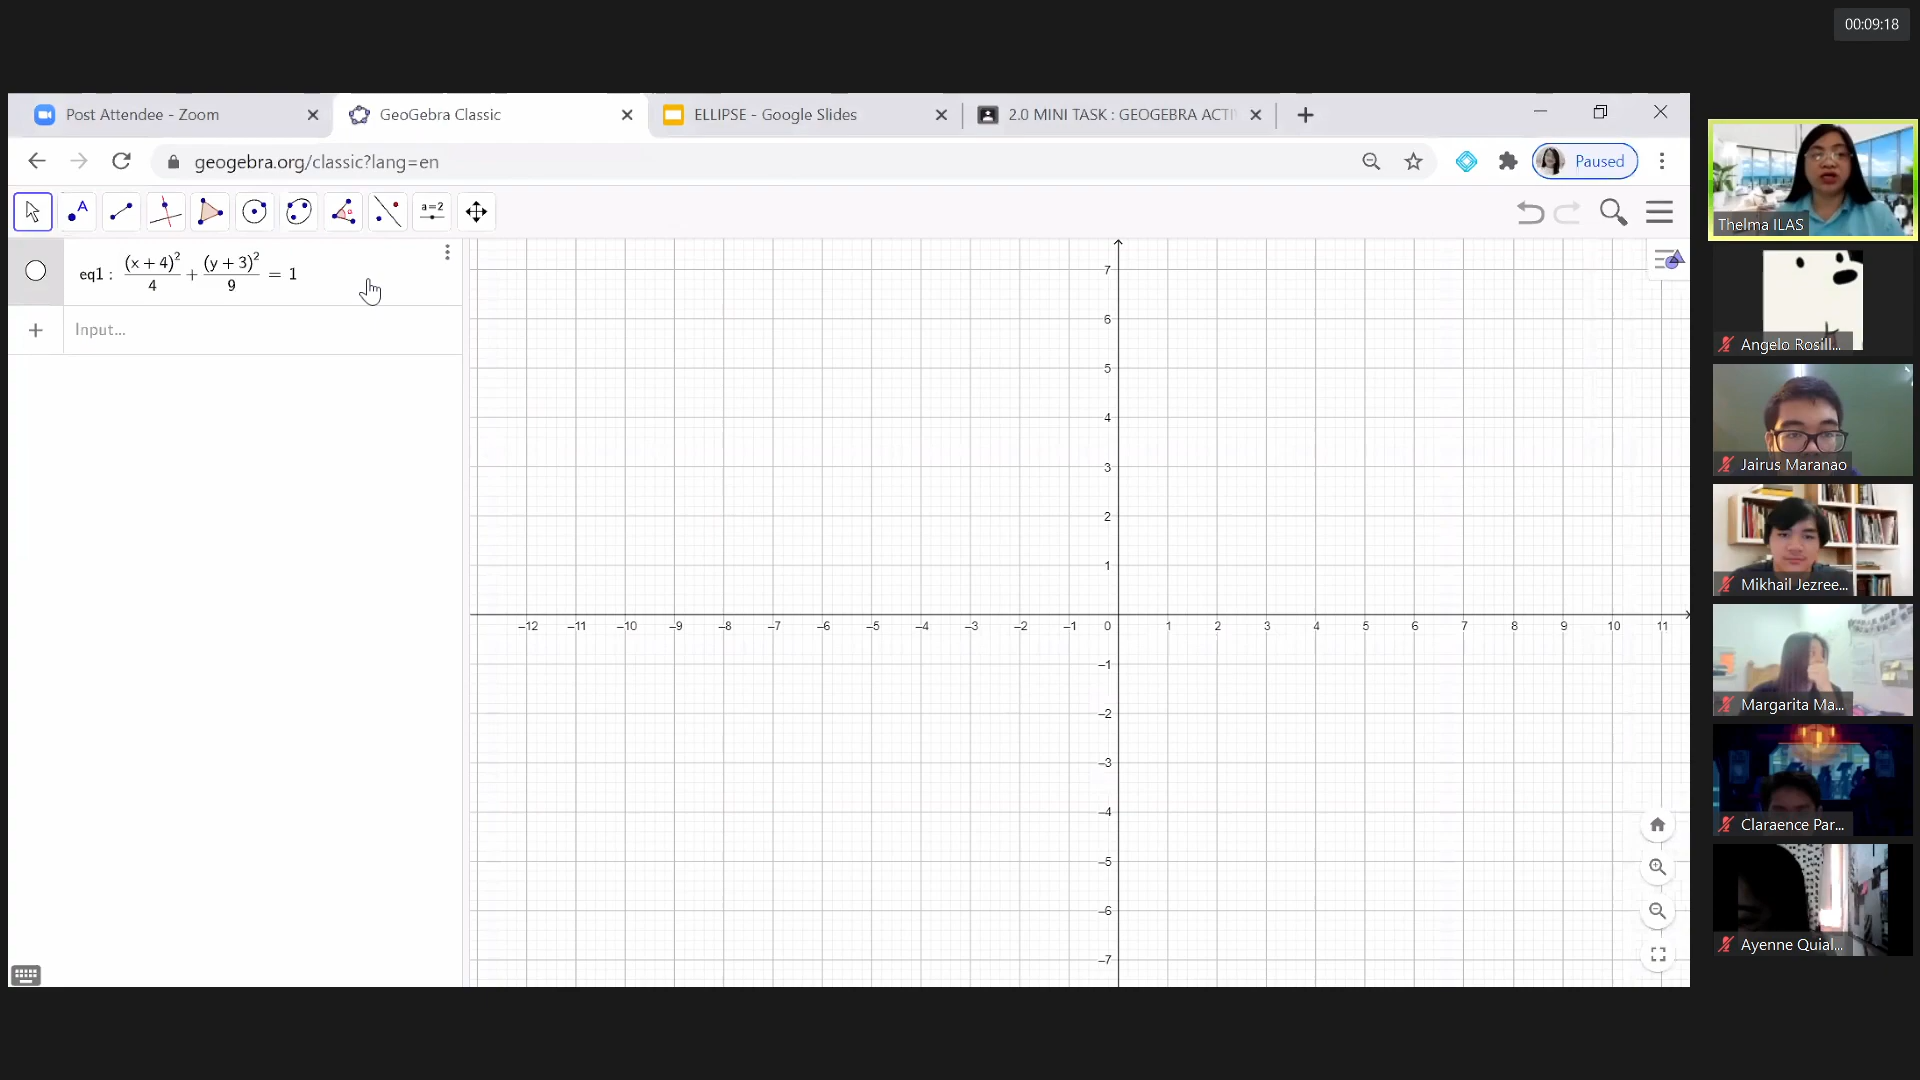 00:09:18
Post Attendee - Zoom
GeoGebra Classic
ELLIPSE - Google Slides
2.0 MINI TASK : GEOGEBRA ACTI
geogebra.org/classic?lang=en
Paused
A
a=2
eq1 : (x + 4)²/4 + (y + 3)²/9 = 1
Input...
7
6
5
4
3
2
1
–12 –11 –10 –9 –8 –7 –6 –5 –4 –3 –2 –1 0 1 2 3 4 5 6 7 8 9 10 11
–1
–2
–3
–4
–5
–6
–7
Thelma ILAS
Angelo Rosill...
Jairus Maranao
Mikhail Jezree...
Margarita Ma...
Claraence Par...
Ayenne Quial...